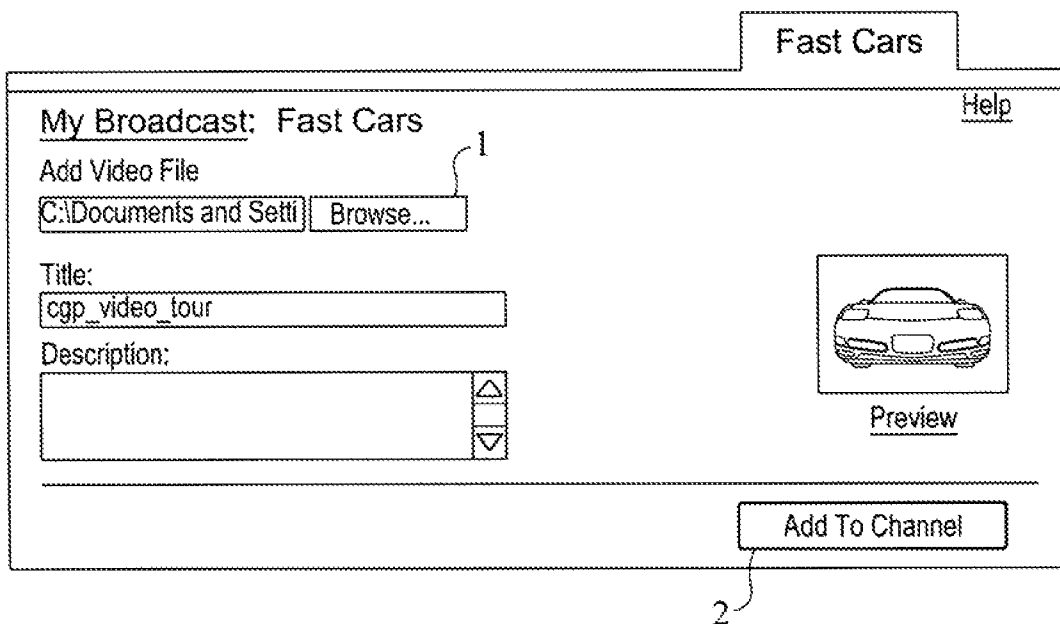 Fast Cars
Help
My Broadcast: Fast Cars
1
Add Video File
C:\Documents and Setti Browse...
Title:
cgp_video_tour
Description:
Preview
Add To Channel
2